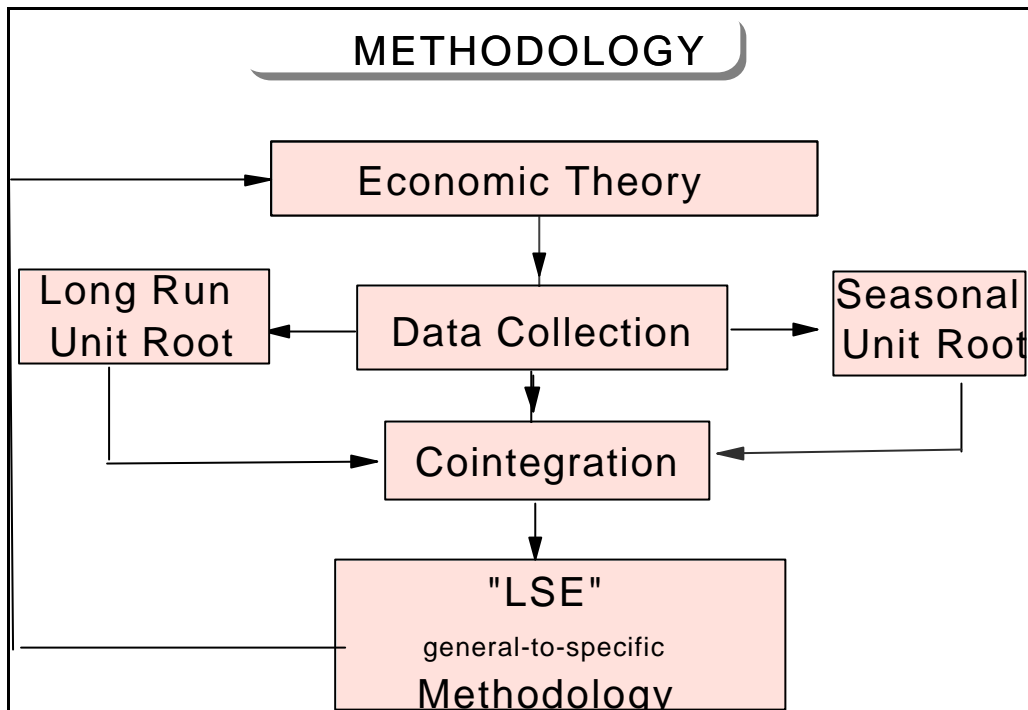 METHODOLOGY
Economic Theory
Long Run
Unit Root
Data Collection
Seasonal
Unit Root
Cointegration
"LSE"
general-to-specific
Methodology